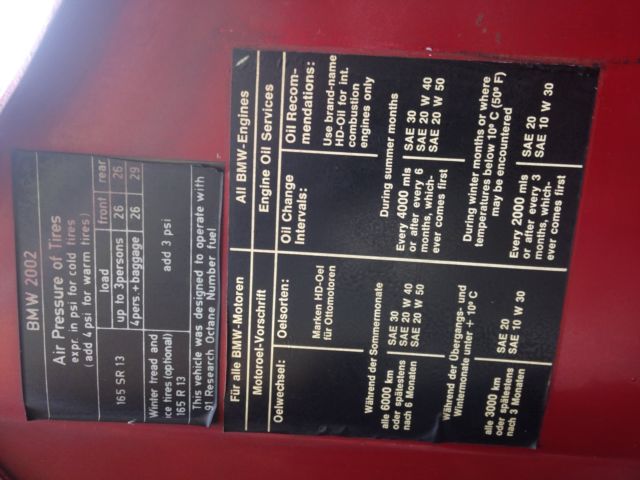 BMW 2002
Air Pressure of Tires
expr. in psi for cold tires
(add 4 psi for warm tires)
load front rear
165 SR 13 up to 3persons 26 26
4pers.+baggage 26 29
Winter tread and
ice tires (optional)
165 R 13
add 3 psi
This vehicle was designed to operate with
91 Research Octane Number fuel
Für alle BMW-Motoren
Motoroel-Vorschrift
Oelwechsel: Oelsorten:
Marken HD-Oel
für Ottomotoren
Während der Sommermonate
alle 6000 km
oder spätestens
nach 6 Monaten
SAE 30
SAE 20 W 40
SAE 20 W 50
Während der Übergangs- und
Wintermonate unter + 10° C
alle 3000 km
oder spätestens
nach 3 Monaten
SAE 20
SAE 10 W 30
All BMW-Engines
Engine Oil Services
Oil Change
Intervals:
Oil Recom-
mendations:
Use brand-name
HD-Oil for int.
combustion
engines only
During summer months
Every 4000 mls
or after every 6
months, which-
ever comes first
SAE 30
SAE 20 W 40
SAE 20 W 50
During winter months or where
temperatures below 10° C (50° F)
may be encountered
Every 2000 mls
or after every 3
months, which-
ever comes first
SAE 20
SAE 10 W 30